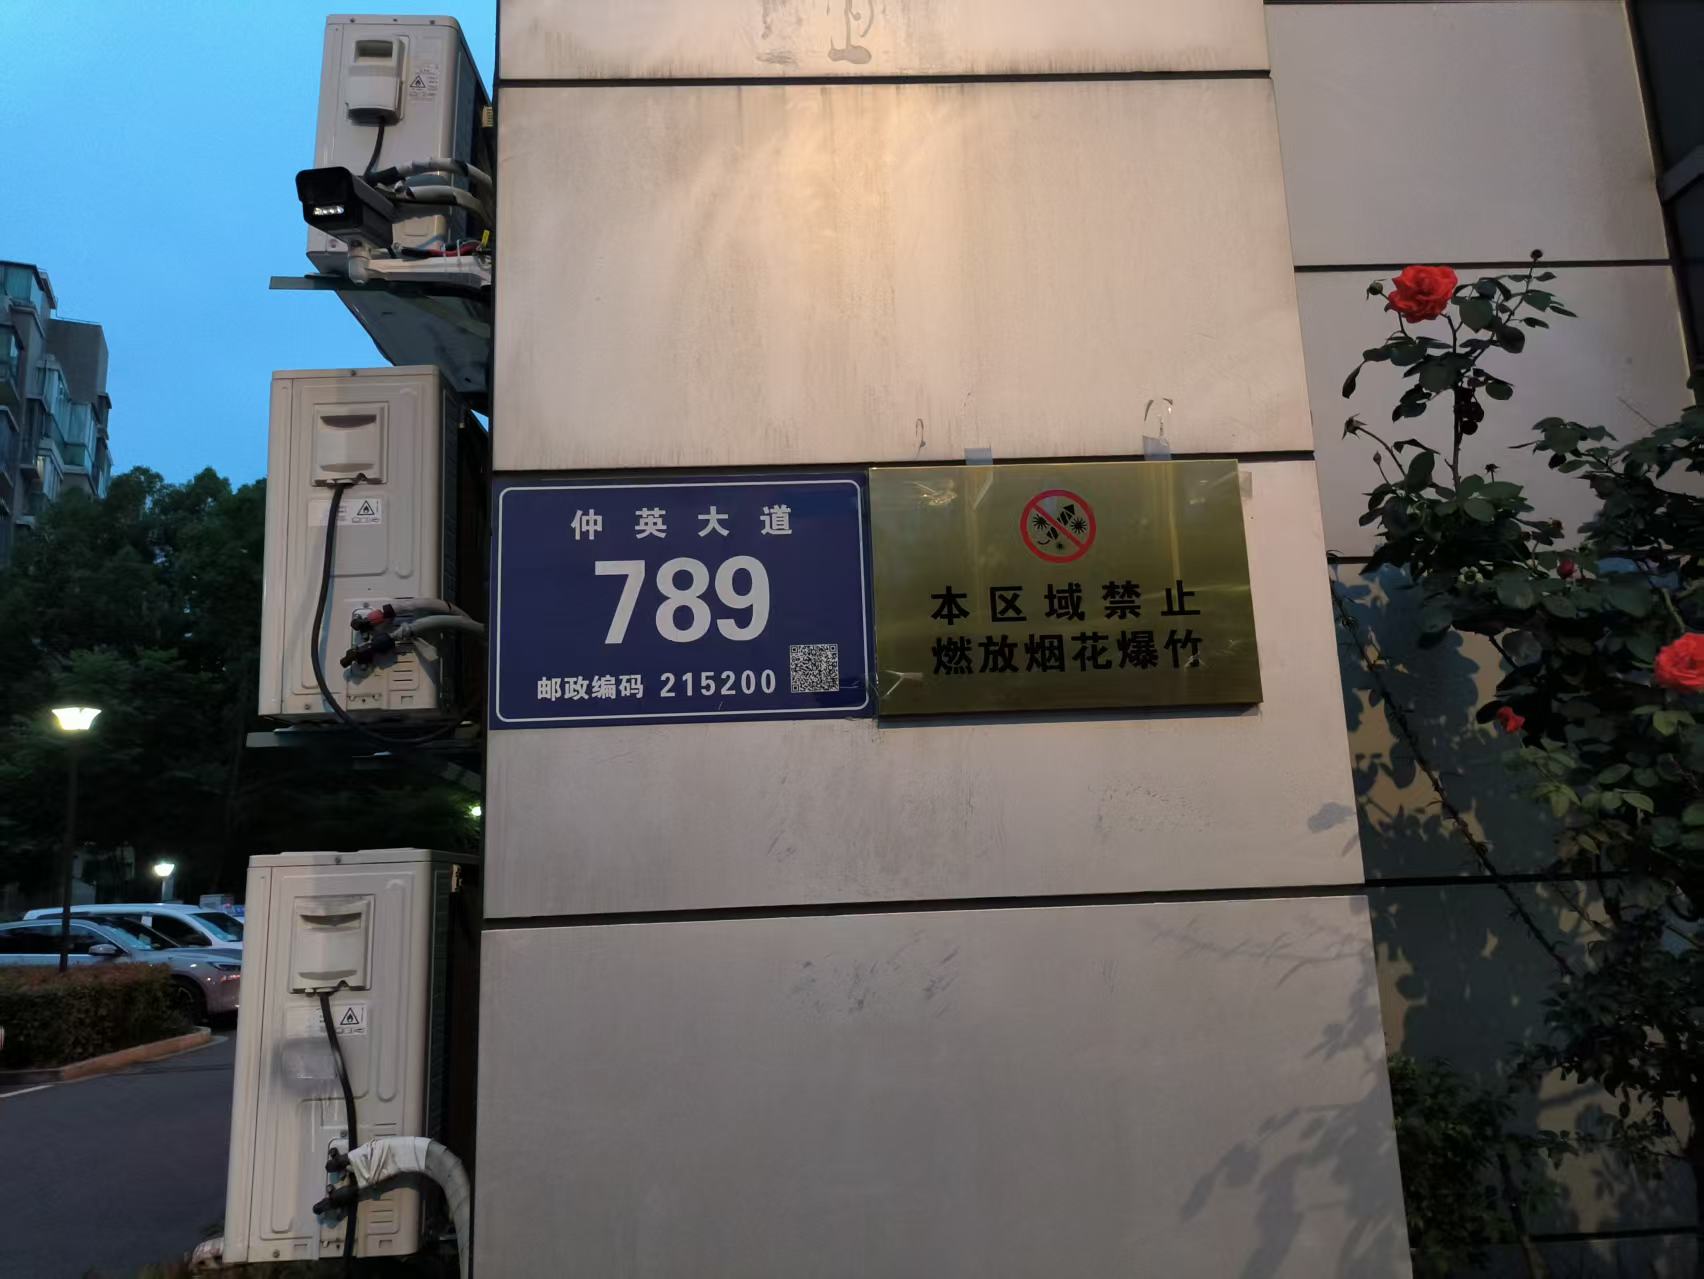 仲英大道
789
邮政编码 215200
本区域禁止
燃放烟花爆竹